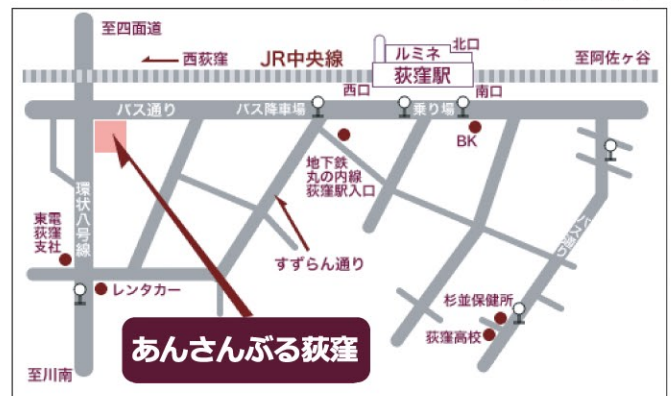 至四面道
西荻窪
JR中央線
ルミネ
北口
荻窪駅
至阿佐ヶ谷
西口
南口
バス通り
バス降車場
乗り場
BK
地下鉄
丸の内線
荻窪駅入口
環状八号線
東電
荻窪
支社
すずらん通り
バス通り
レンタカー
杉並保健所
荻窪高校
あんさんぶる荻窪
至川南